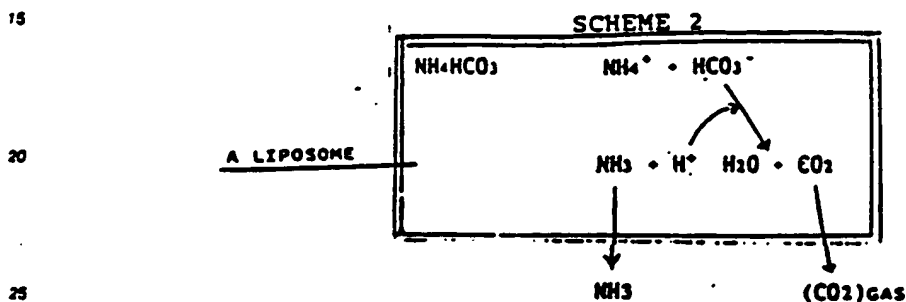 15
SCHEME 2
NH4HCO3 NH4+ + HCO3-
20
A LIPOSOME
NH3 + H+ H2O + CO2
25
NH3 (CO2)GAS